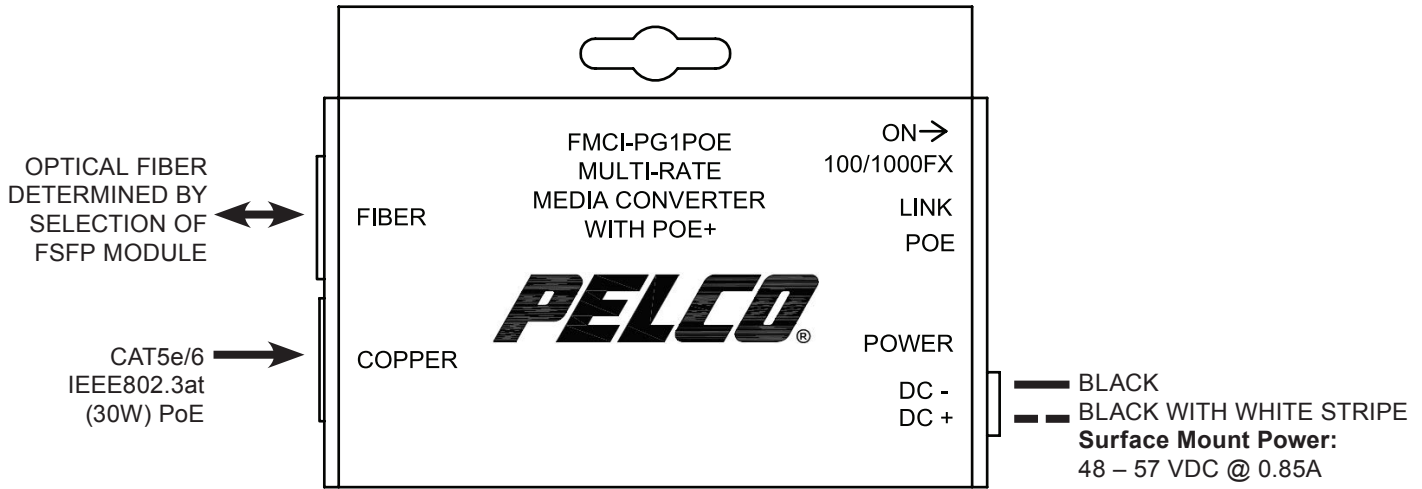 OPTICAL FIBER
DETERMINED BY
SELECTION OF
FSFP MODULE
CAT5e/6
IEEE802.3at
(30W) PoE
FIBER
COPPER
FMCI-PG1POE
MULTI-RATE
MEDIA CONVERTER
WITH POE+
PELCO®
ON→
100/1000FX
LINK
POE
POWER
DC -
DC +
BLACK
BLACK WITH WHITE STRIPE
Surface Mount Power:
48 – 57 VDC @ 0.85A